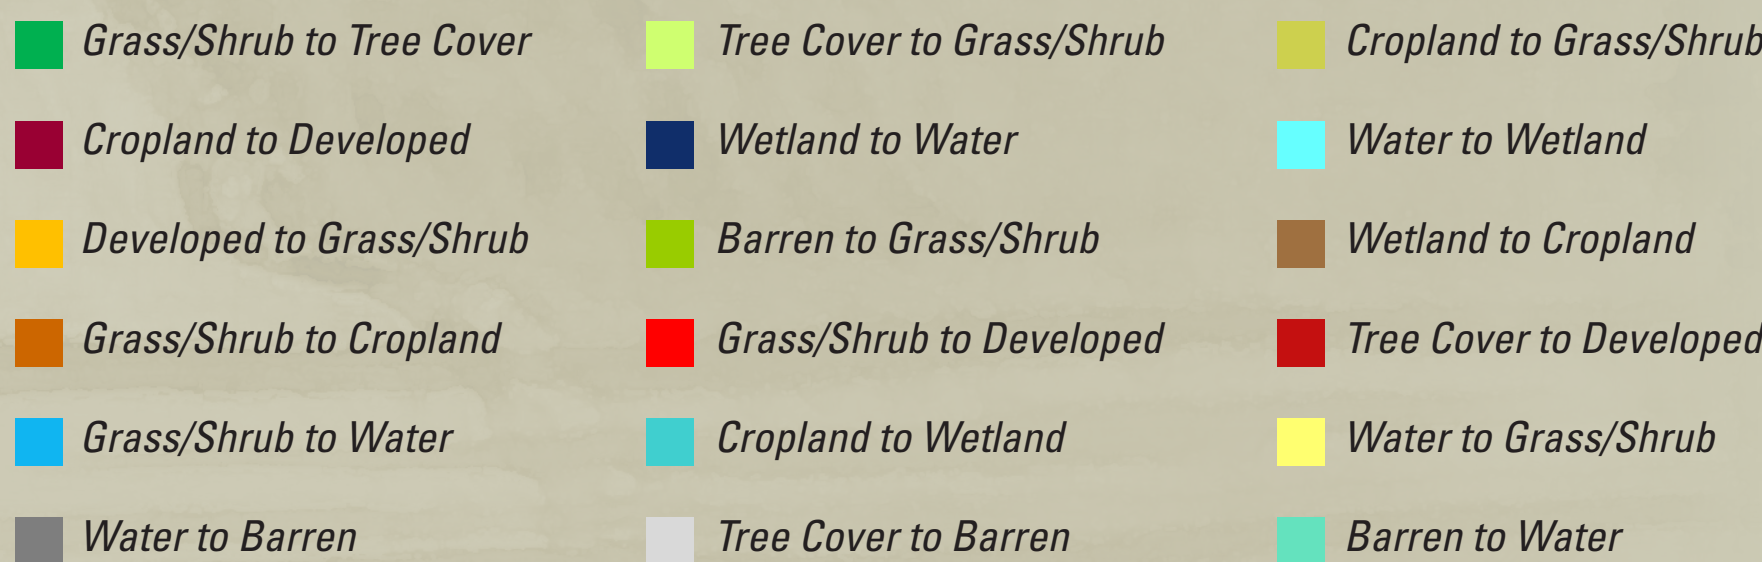 Grass/Shrub to Tree Cover
Tree Cover to Grass/Shrub
Cropland to Grass/Shrub
Cropland to Developed
Wetland to Water
Water to Wetland
Developed to Grass/Shrub
Barren to Grass/Shrub
Wetland to Cropland
Grass/Shrub to Cropland
Grass/Shrub to Developed
Tree Cover to Developed
Grass/Shrub to Water
Cropland to Wetland
Water to Grass/Shrub
Water to Barren
Tree Cover to Barren
Barren to Water